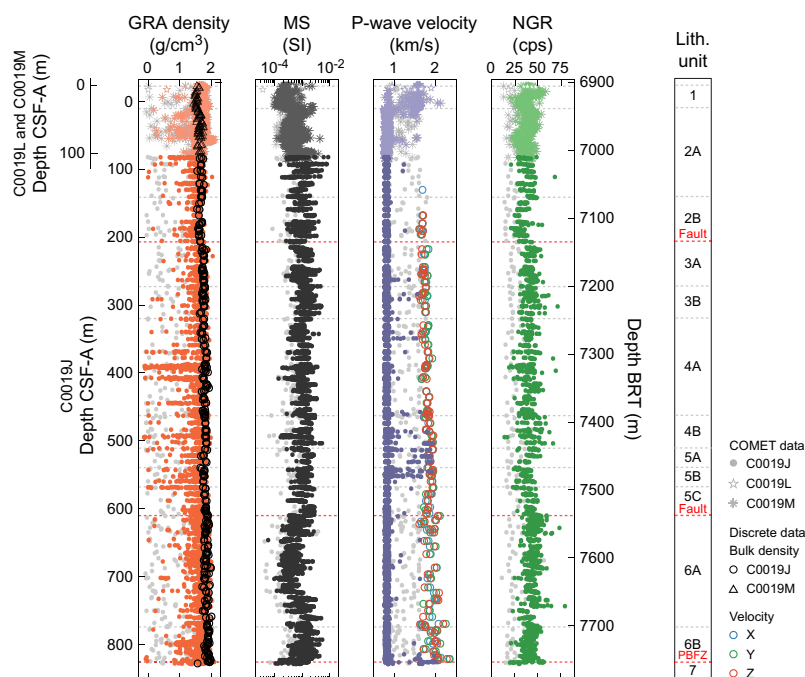 GRA density
(g/cm3)
MS
(SI)
P-wave velocity
(km/s)
NGR
(cps)
Lith.
unit
0 1 2
10–4 10–2
1 2
0 25 50 75
C0019L and C0019M
Depth CSF-A (m)
0
100
C0019J
Depth CSF-A (m)
0
100
200
300
400
500
600
700
800
Depth BRT (m)
6900
7000
7100
7200
7300
7400
7500
7600
7700
1
2A
2B
Fault
3A
3B
4A
4B
5A
5B
5C
Fault
6A
6B
PBFZ
7
COMET data
C0019J
C0019L
C0019M
Discrete data
Bulk density
C0019J
C0019M
Velocity
X
Y
Z